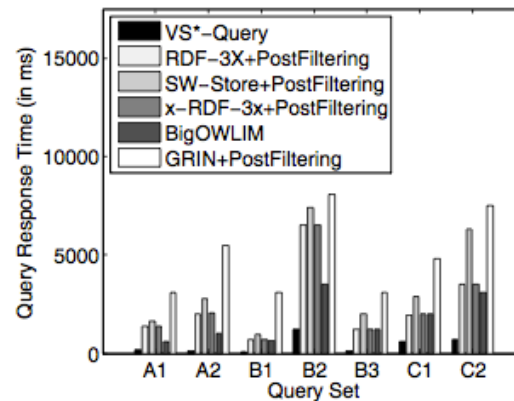 VS*-Query
RDF-3X+PostFiltering
SW-Store+PostFiltering
x-RDF-3x+PostFiltering
BigOWLIM
GRIN+PostFiltering
15000
10000
5000
0
Query Response Time (in ms)
A1 A2 B1 B2 B3 C1 C2
Query Set